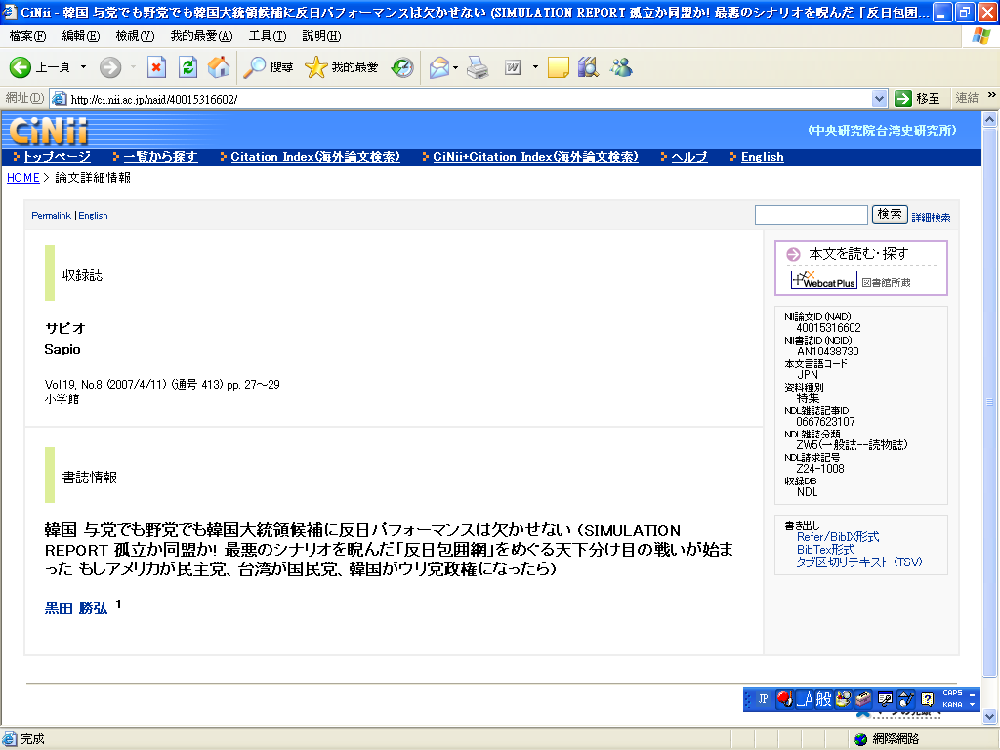 CiNii - 韓国 与党でも野党でも韓国大統領候補に反日パフォーマンスは欠かせない (SIMULATION REPORT 孤立か同盟か! 最悪のシナリオを睨んだ「反日包囲...
檔案(F) 編輯(E) 檢視(V) 我的最愛(A) 工具(T) 說明(H)
上一頁 搜尋 我的最愛
網址(D) http://ci.nii.ac.jp/naid/40015316602/ 移至 連結 »
CiNii
(中央研究院台湾史研究所)
トップページ 一覧から探す Citation Index(海外論文検索) CiNii+Citation Index(海外論文検索) ヘルプ English
HOME > 論文詳細情報
Permalink | English
検索 詳細検索
収録誌
サピオ
Sapio
Vol.19, No.8 (2007/4/11) (通号 413) pp. 27~29
小学館
書誌情報
韓国 与党でも野党でも韓国大統領候補に反日パフォーマンスは欠かせない (SIMULATION
REPORT 孤立か同盟か! 最悪のシナリオを睨んだ「反日包囲網」をめぐる天下分け目の戦いが始ま
った もしアメリカが民主党、台湾が国民党、韓国がウリ党政権になったら)
黒田 勝弘 1
本文を読む・探す
Webcat Plus 図書館所蔵
NII論文ID(NAID)
40015316602
NII書誌ID(NCID)
AN10438730
本文言語コード
JPN
資料種別
特集
NDL雑誌記事ID
0667623107
NDL雑誌分類
ZW5(一般誌--読物誌)
NDL請求記号
Z24-1008
収録DB
NDL
書き出し
Refer/BibIX形式
BibTex形式
タブ区切りテキスト (TSV)
JP _A 般 CAPS
KANA
完成 網際網路